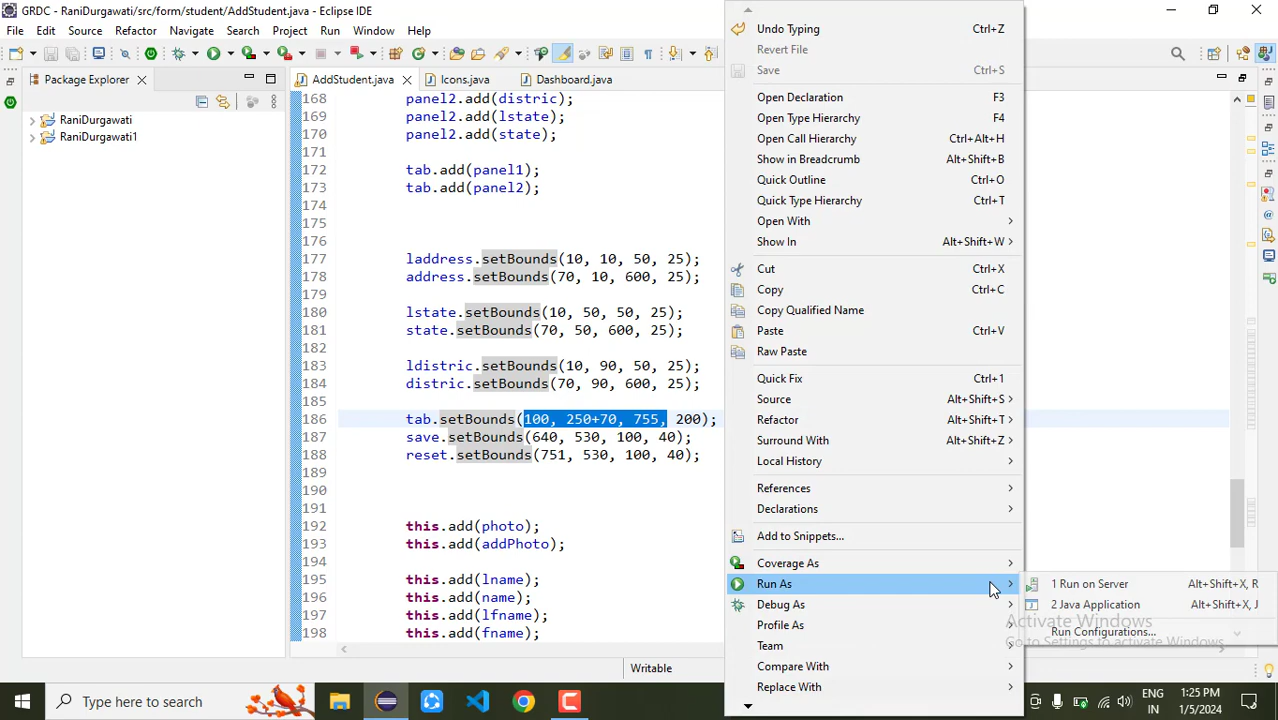 GRDC - RaniDurgawati/src/form/student/AddStudent.java - Eclipse IDE
File Edit Source Refactor Navigate Search Project Run Window Help
Package Explorer
RaniDurgawati
RaniDurgawati1
AddStudent.java
Icons.java
Dashboard.java
168 panel2.add(distric);
169 panel2.add(lstate);
170 panel2.add(state);
171
172 tab.add(panel1);
173 tab.add(panel2);
174
175
176
177 laddress.setBounds(10, 10, 50, 25);
178 address.setBounds(70, 10, 600, 25);
179
180 lstate.setBounds(10, 50, 50, 25);
181 state.setBounds(70, 50, 600, 25);
182
183 ldistric.setBounds(10, 90, 50, 25);
184 distric.setBounds(70, 90, 600, 25);
185
186 tab.setBounds(100, 250+70, 755, 200);
187 save.setBounds(640, 530, 100, 40);
188 reset.setBounds(751, 530, 100, 40);
189
190
191
192 this.add(photo);
193 this.add(addPhoto);
194
195 this.add(lname);
196 this.add(name);
197 this.add(lfname);
198 this.add(fname);
Writable
Undo Typing Ctrl+Z
Revert File
Save Ctrl+S
Open Declaration F3
Open Type Hierarchy F4
Open Call Hierarchy Ctrl+Alt+H
Show in Breadcrumb Alt+Shift+B
Quick Outline Ctrl+O
Quick Type Hierarchy Ctrl+T
Open With
Show In Alt+Shift+W
Cut Ctrl+X
Copy Ctrl+C
Copy Qualified Name
Paste Ctrl+V
Raw Paste
Quick Fix Ctrl+1
Source Alt+Shift+S
Refactor Alt+Shift+T
Surround With Alt+Shift+Z
Local History
References
Declarations
Add to Snippets...
Coverage As
Run As
Debug As
Profile As
Team
Compare With
Replace With
1 Run on Server Alt+Shift+X, R
2 Java Application Alt+Shift+X, J
Run Configurations...
Activate Windows
Go to Settings to activate Windows.
Type here to search
ENG
IN
1:25 PM
1/5/2024